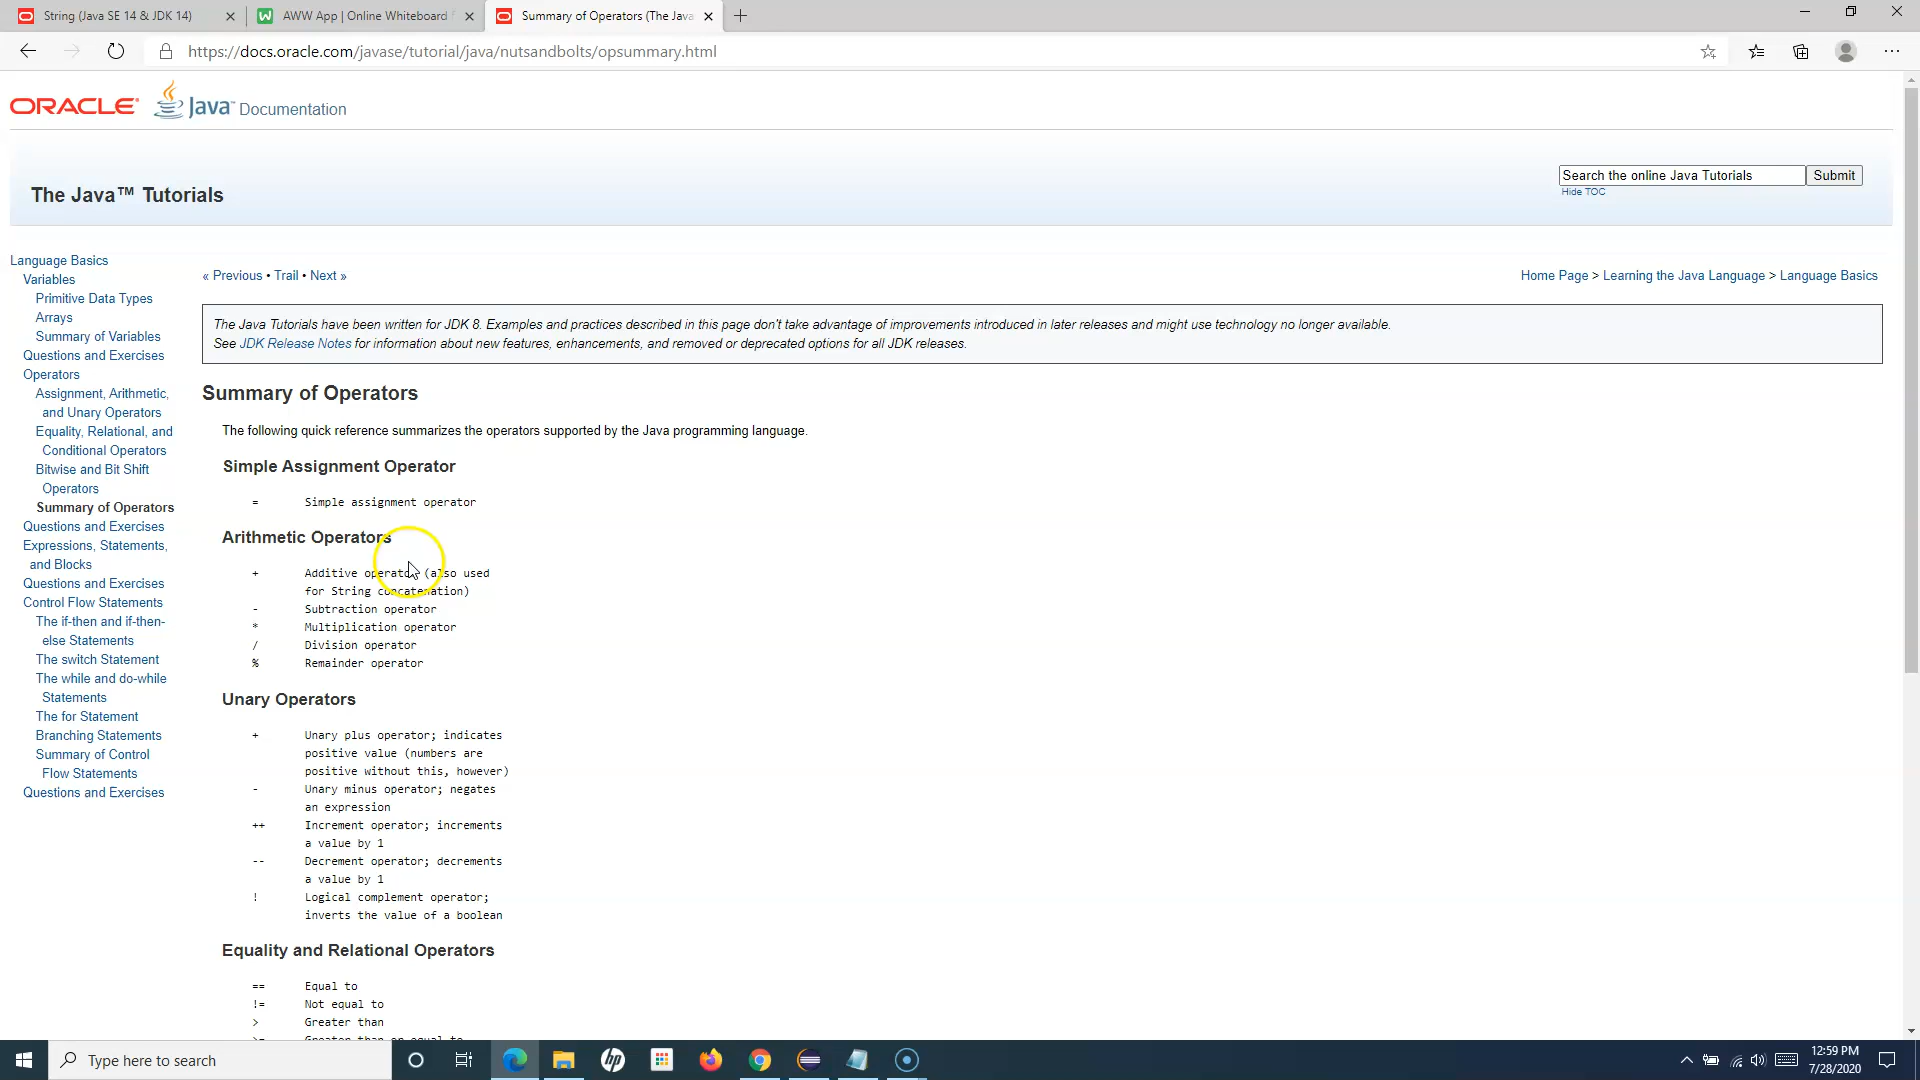 String (Java SE 14 & JDK 14)
AWW App | Online Whiteboard f
Summary of Operators (The Java
https://docs.oracle.com/javase/tutorial/java/nutsandbolts/opsummary.html
ORACLE® Java™ Documentation
The Java™ Tutorials
Search the online Java Tutorials
Submit
Hide TOC
Language Basics
Variables
Primitive Data Types
Arrays
Summary of Variables
Questions and Exercises
Operators
Assignment, Arithmetic,
and Unary Operators
Equality, Relational, and
Conditional Operators
Bitwise and Bit Shift
Operators
Summary of Operators
Questions and Exercises
Expressions, Statements,
and Blocks
Questions and Exercises
Control Flow Statements
The if-then and if-then-
else Statements
The switch Statement
The while and do-while
Statements
The for Statement
Branching Statements
Summary of Control
Flow Statements
Questions and Exercises
« Previous • Trail • Next »
Home Page > Learning the Java Language > Language Basics
The Java Tutorials have been written for JDK 8. Examples and practices described in this page don't take advantage of improvements introduced in later releases and might use technology no longer available.
See JDK Release Notes for information about new features, enhancements, and removed or deprecated options for all JDK releases.
Summary of Operators
The following quick reference summarizes the operators supported by the Java programming language.
Simple Assignment Operator
= Simple assignment operator
Arithmetic Operators
+ Additive operator (also used
for String concatenation)
- Subtraction operator
* Multiplication operator
/ Division operator
% Remainder operator
Unary Operators
+ Unary plus operator; indicates
positive value (numbers are
positive without this, however)
- Unary minus operator; negates
an expression
++ Increment operator; increments
a value by 1
-- Decrement operator; decrements
a value by 1
! Logical complement operator;
inverts the value of a boolean
Equality and Relational Operators
== Equal to
!= Not equal to
> Greater than
>= Greater than or equal to
Type here to search
hp
12:59 PM
7/28/2020